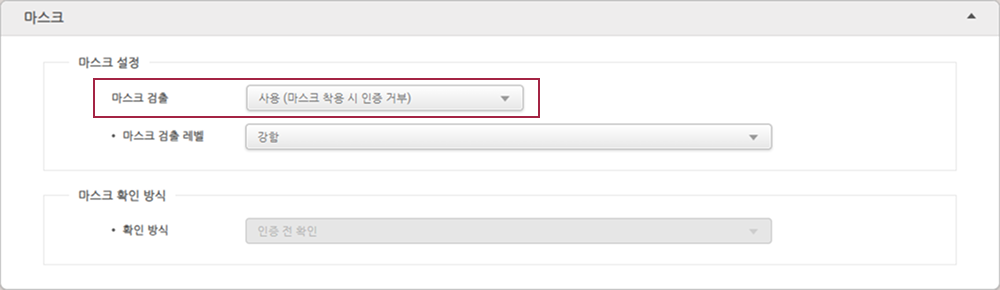 마스크
마스크 설정
마스크 검출 사용 (마스크 착용 시 인증 거부)
• 마스크 검출 레벨 강함
마스크 확인 방식
• 확인 방식 인증 전 확인